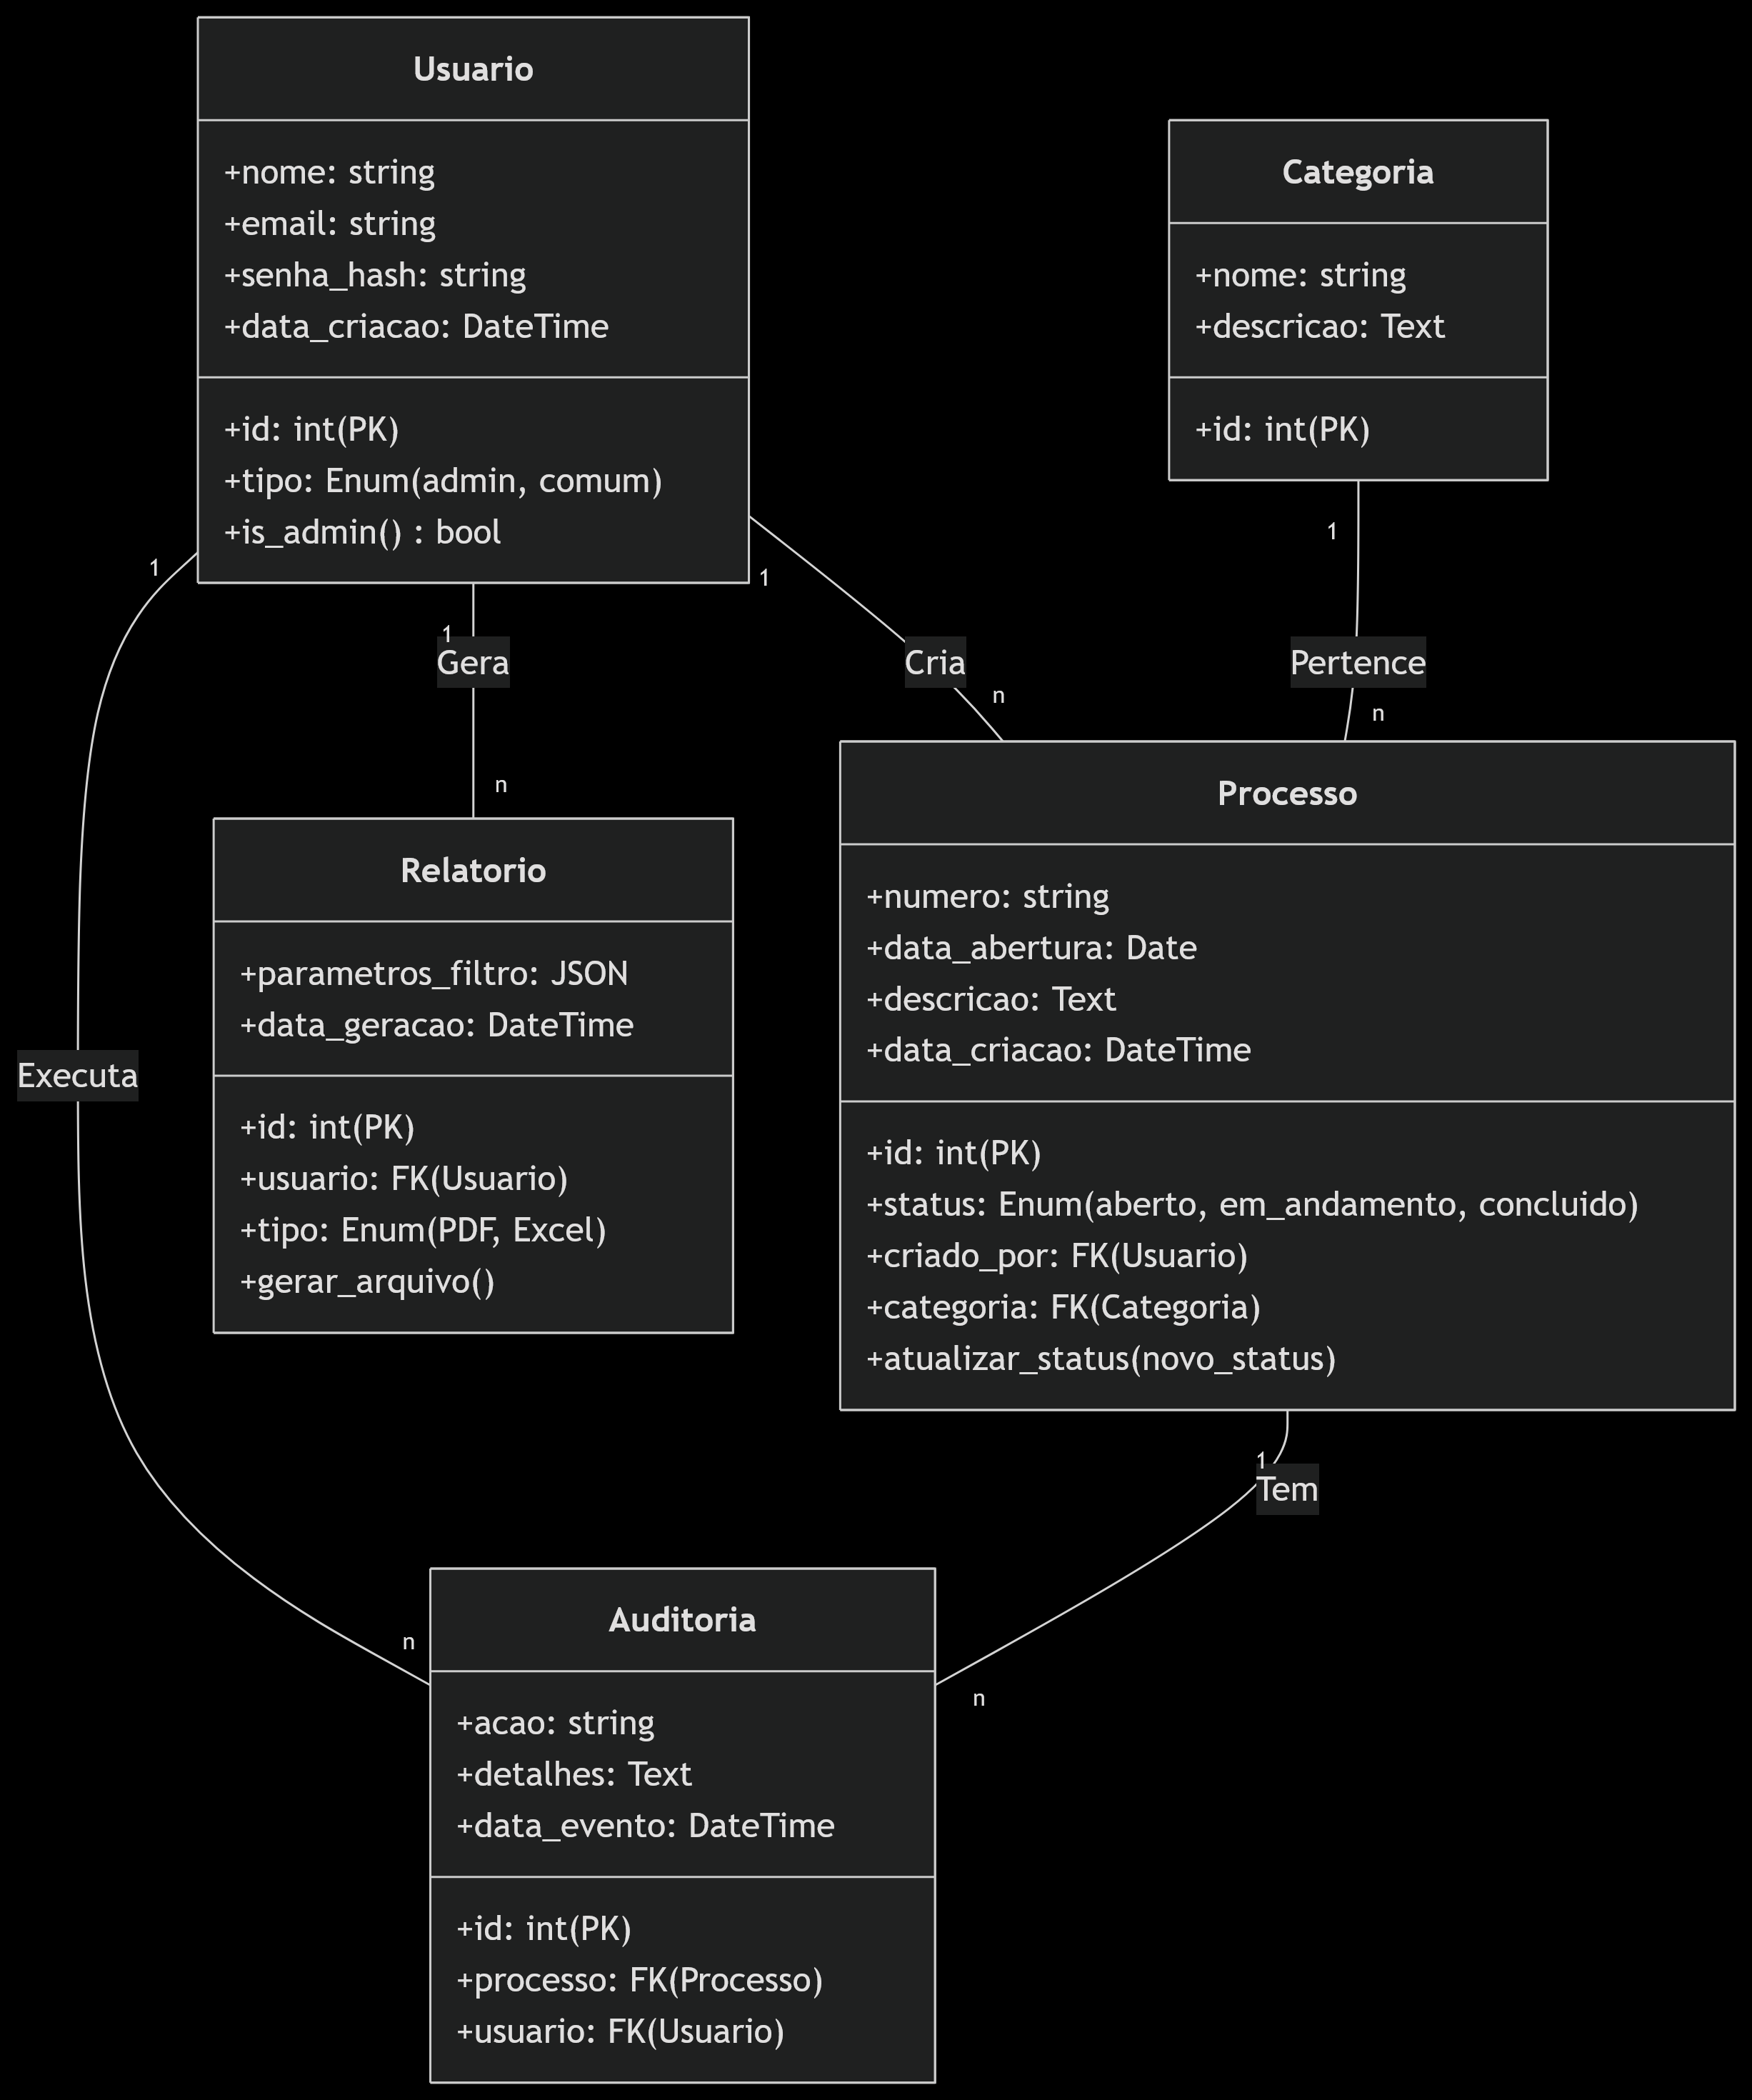 Usuario
+nome: string
+email: string
+senha_hash: string
+data_criacao: DateTime
+id: int(PK)
+tipo: Enum(admin, comum)
+is_admin() : bool
Categoria
+nome: string
+descricao: Text
+id: int(PK)
1
1
1
1
Gera
Cria
Pertence
n
n
n
Relatorio
+parametros_filtro: JSON
+data_geracao: DateTime
+id: int(PK)
+usuario: FK(Usuario)
+tipo: Enum(PDF, Excel)
+gerar_arquivo()
Processo
+numero: string
+data_abertura: Date
+descricao: Text
+data_criacao: DateTime
+id: int(PK)
+status: Enum(aberto, em_andamento, concluido)
+criado_por: FK(Usuario)
+categoria: FK(Categoria)
+atualizar_status(novo_status)
Executa
1
Tem
n
n
Auditoria
+acao: string
+detalhes: Text
+data_evento: DateTime
+id: int(PK)
+processo: FK(Processo)
+usuario: FK(Usuario)